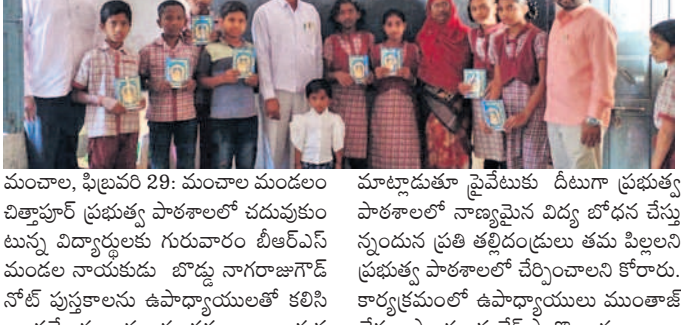 మంచాల, ఫిబ్రవరి 29: మంచాల మండలం
చిత్తాపూర్ ప్రభుత్వ పాఠశాలలో చదువుకుం
టున్న విద్యార్థులకు గురువారం బీఆర్ఎస్
మండల నాయకుడు బొడ్డు నాగరాజుగౌడ్
నోట్ పుస్తకాలను ఉపాధ్యాయులతో కలిసి
మాట్లాడుతూ ప్రైవేటుకు దీటుగా ప్రభుత్వ
పాఠశాలలో నాణ్యమైన విద్య బోధన చేస్తు
న్నందున ప్రతి తల్లిదండ్రులు తమ పిల్లలని
ప్రభుత్వ పాఠశాలలో చేర్పించాలని కోరారు.
కార్యక్రమంలో ఉపాధ్యాయులు ముంతాజ్